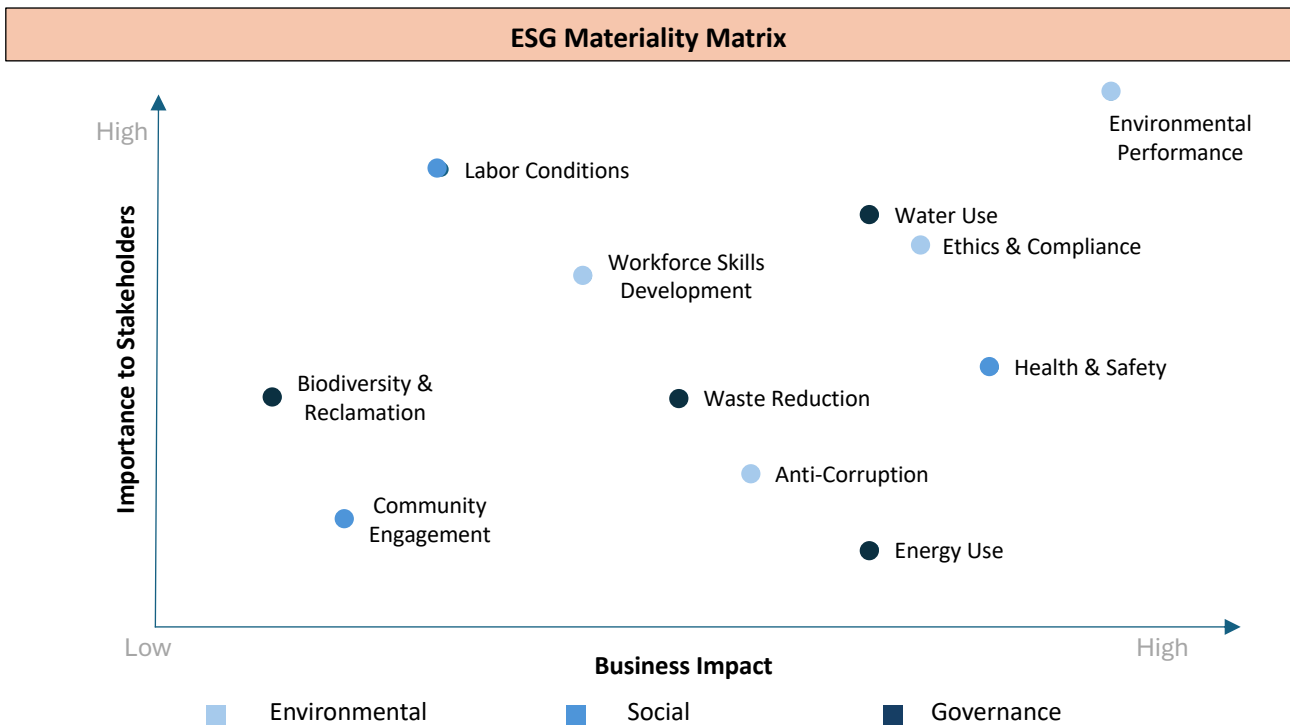 ESG Materiality Matrix
High
Environmental
Performance
Labor Conditions
Water Use
Ethics & Compliance
Workforce Skills
Development
Importance to Stakeholders
Health & Safety
Biodiversity &
Reclamation
Waste Reduction
Anti-Corruption
Community
Engagement
Energy Use
Low
High
Business Impact
Environmental
Social
Governance